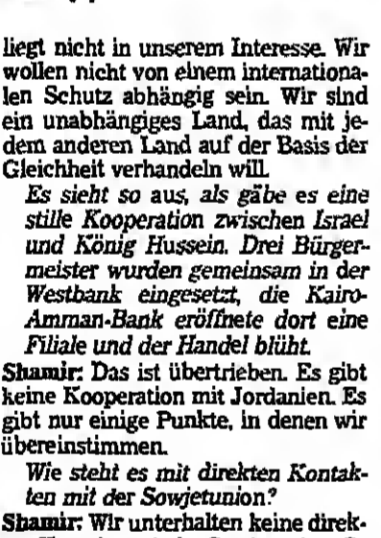 liegt nicht in unserem Interesse. Wir
wollen nicht von einem internationa-
len Schutz abhängig sein. Wir sind
ein unabhängiges Land, das mit je-
dem anderen Land auf der Basis der
Gleichheit verhandeln will.
Es sieht so aus, als gäbe es eine
stille Kooperation zwischen Israel
und König Hussein. Drei Bürger-
meister wurden gemeinsam in der
Westbank eingesetzt, die Kairo-
Amman-Bank eröffnete dort eine
Filiale und der Handel blüht.
Shamir: Das ist übertrieben. Es gibt
keine Kooperation mit Jordanien. Es
gibt nur einige Punkte, in denen wir
übereinstimmen.
Wie steht es mit direkten Kontak-
ten mit der Sowjetunion?
Shamir: Wir unterhalten keine direk-